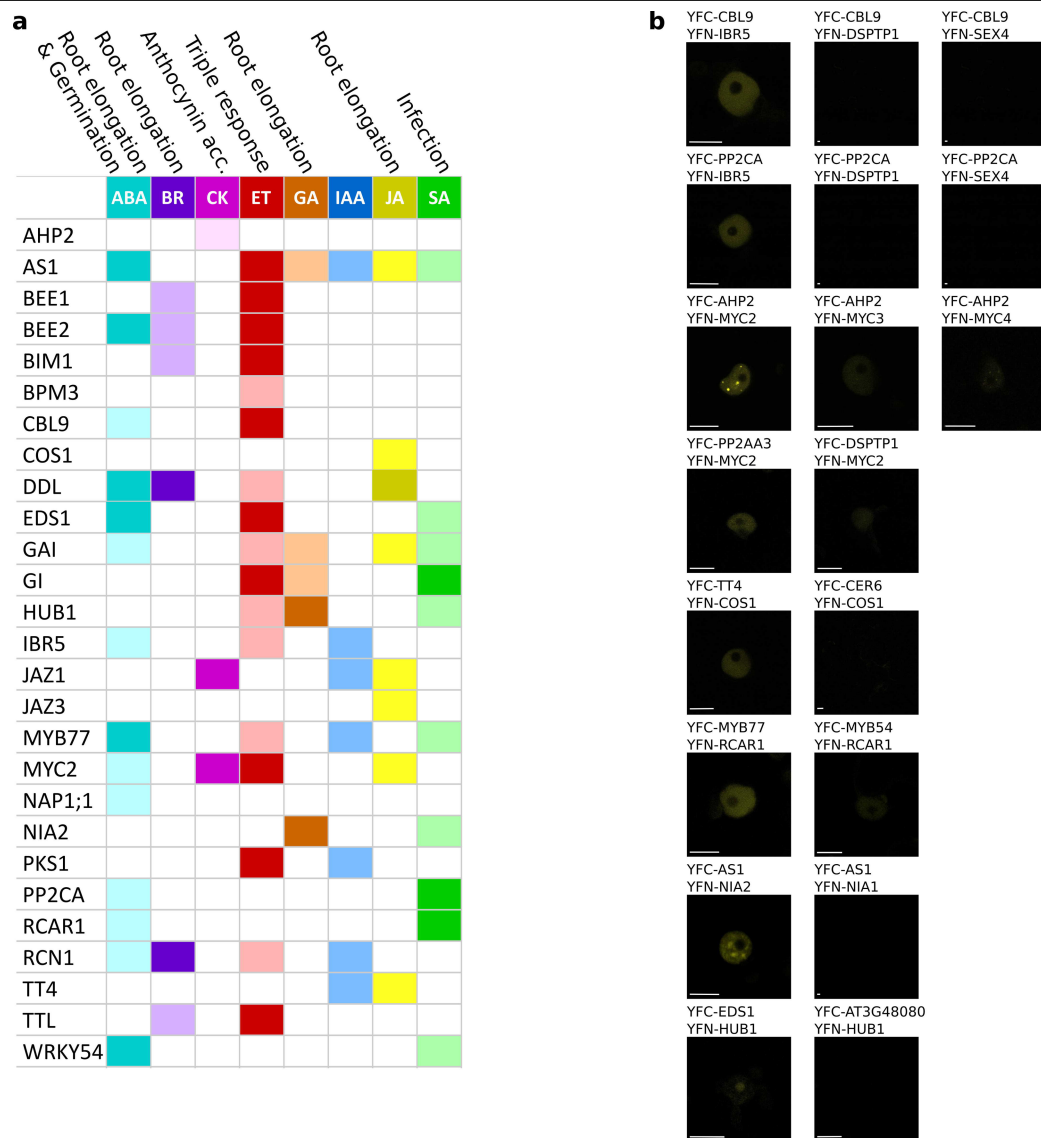 a
Root elongation
& Germination
Root elongation
Root elongation
Anthocynin acc.
Triple response
Root elongation
Root elongation
Infection
ABA BR CK ET GA IAA JA SA
AHP2
AS1
BEE1
BEE2
BIM1
BPM3
CBL9
COS1
DDL
EDS1
GAI
GI
HUB1
IBR5
JAZ1
JAZ3
MYB77
MYC2
NAP1;1
NIA2
PKS1
PP2CA
RCAR1
RCN1
TT4
TTL
WRKY54
b
YFC-CBL9 YFC-CBL9 YFC-CBL9
YFN-IBR5 YFN-DSPTP1 YFN-SEX4
YFC-PP2CA YFC-PP2CA YFC-PP2CA
YFN-IBR5 YFN-DSPTP1 YFN-SEX4
YFC-AHP2 YFC-AHP2 YFC-AHP2
YFN-MYC2 YFN-MYC3 YFN-MYC4
YFC-PP2AA3 YFC-DSPTP1
YFN-MYC2 YFN-MYC2
YFC-TT4 YFC-CER6
YFN-COS1 YFN-COS1
YFC-MYB77 YFC-MYB54
YFN-RCAR1 YFN-RCAR1
YFC-AS1 YFC-AS1
YFN-NIA2 YFN-NIA1
YFC-EDS1 YFC-AT3G48080
YFN-HUB1 YFN-HUB1